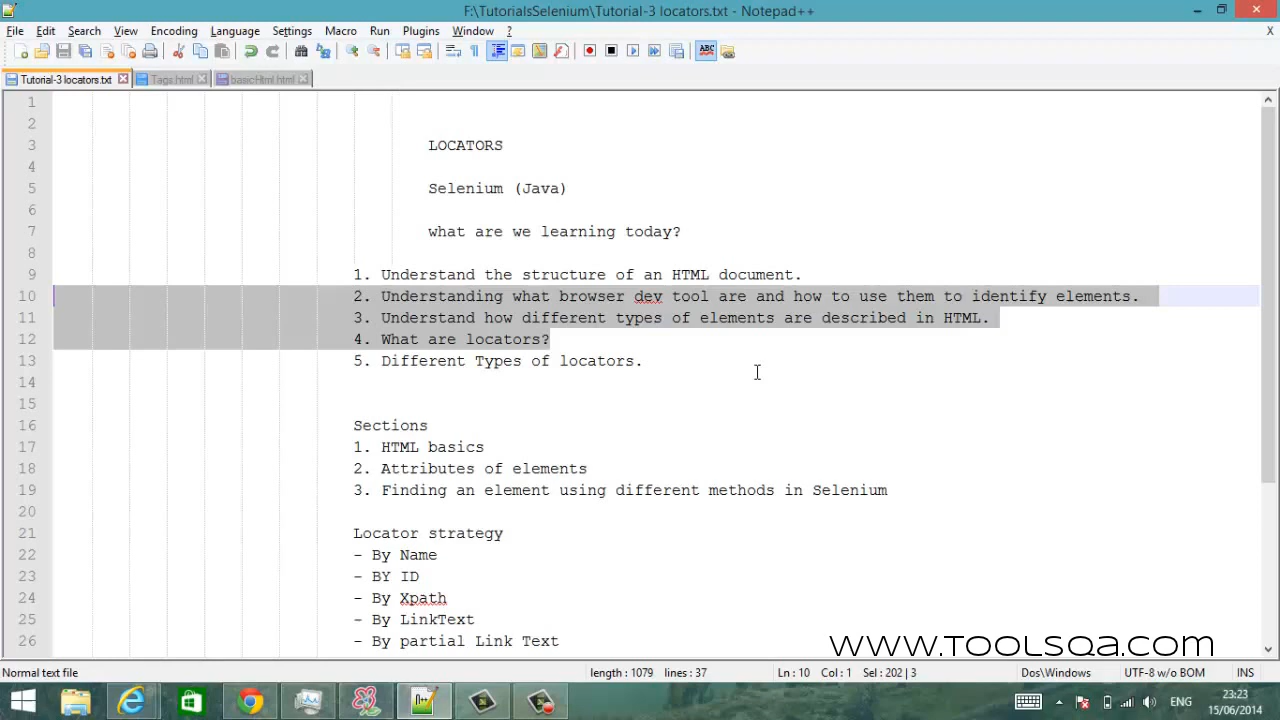 F:\TutorialsSelenium\Tutorial-3 locators.txt - Notepad++
File Edit Search View Encoding Language Settings Macro Run Plugins Window ? X
Tutorial-3 locators.txt Tags.html basicHtml.html
1
2
3 LOCATORS
4
5 Selenium (Java)
6
7 what are we learning today?
8
9 1. Understand the structure of an HTML document.
10 2. Understanding what browser dev tool are and how to use them to identify elements.
11 3. Understand how different types of elements are described in HTML.
12 4. What are locators?
13 5. Different Types of locators.
14
15
16 Sections
17 1. HTML basics
18 2. Attributes of elements
19 3. Finding an element using different methods in Selenium
20
21 Locator strategy
22 - By Name
23 - BY ID
24 - By Xpath
25 - By LinkText
26 - By partial Link Text
www.TOOLSQA.com
Normal text file length : 1079 lines : 37 Ln : 10 Col : 1 Sel : 202 | 3 Dos\Windows UTF-8 w/o BOM INS
ENG 23:23
15/06/2014